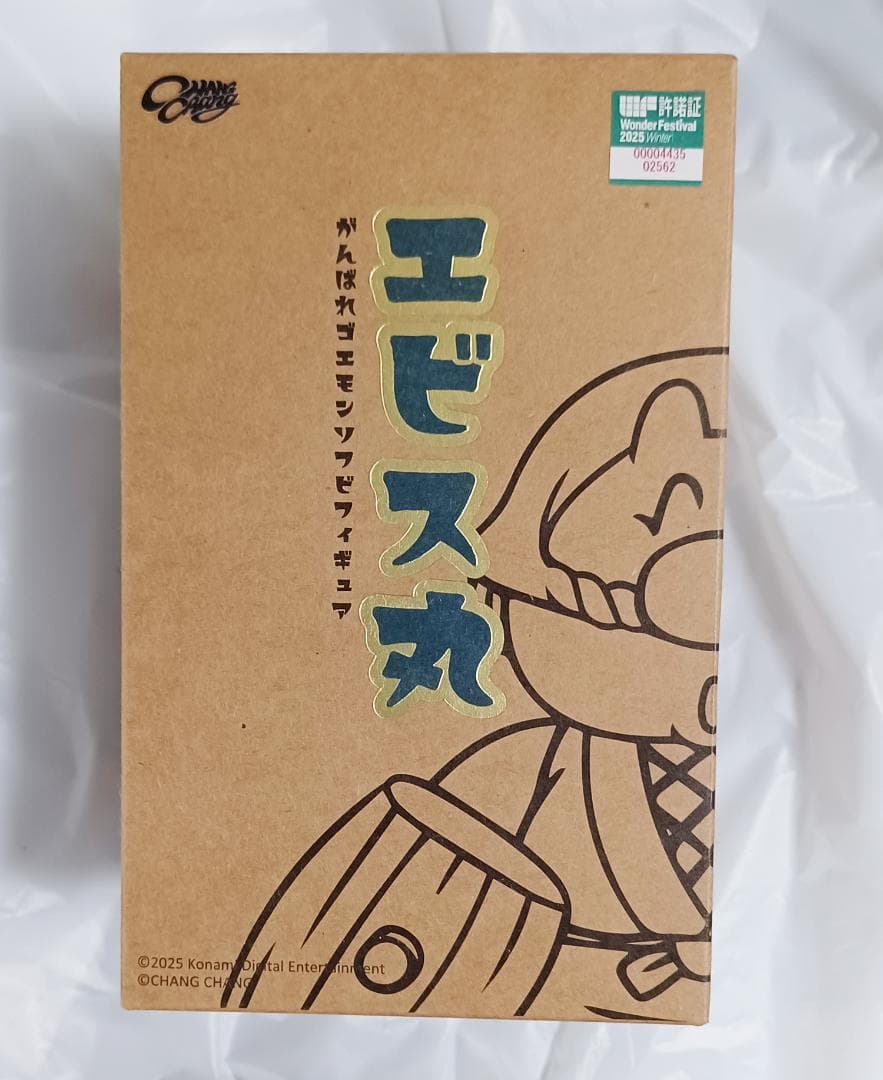 CHANG
Chang
WF 許諾証
Wonder Festival
2025 Winter
00004435
02562
エビス丸
がんばれゴエモンソフビフィギュア
©2025 Konami Digital Entertainment
©CHANG CHANG